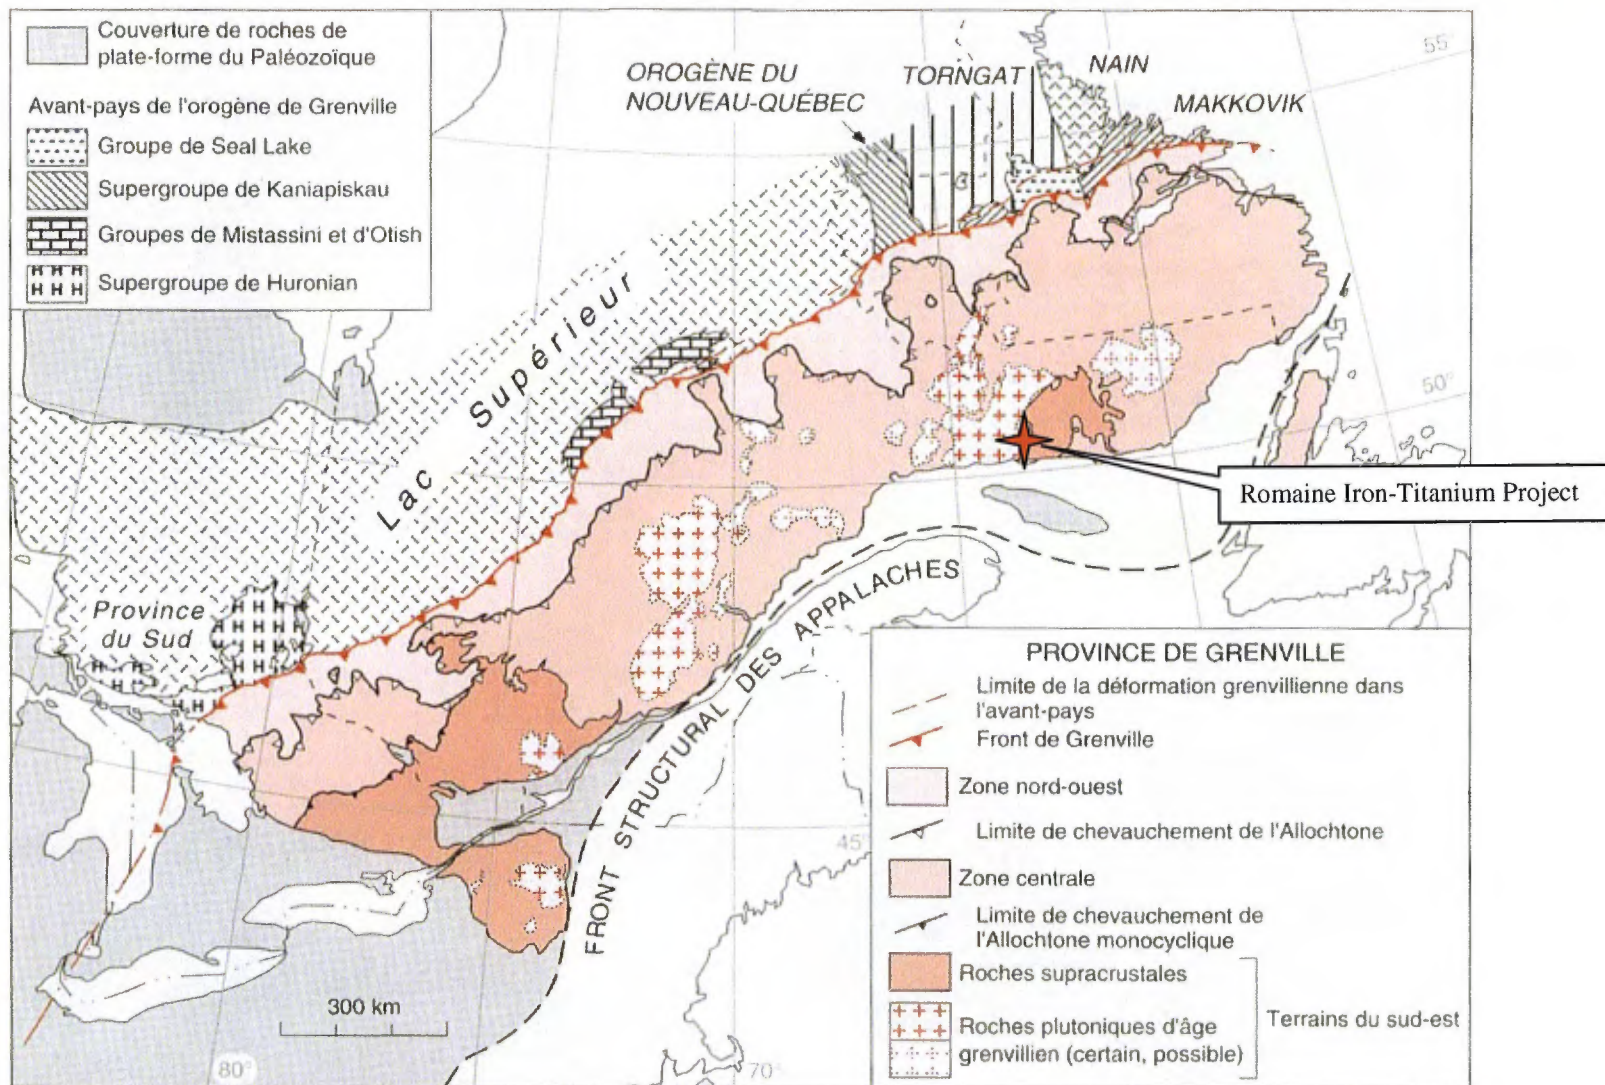 Couverture de roches de
plate-forme du Paléozoïque
Avant-pays de l'orogène de Grenville
Groupe de Seal Lake
Supergroupe de Kaniapiskau
Groupes de Mistassini et d'Otish
Supergroupe de Huronian
OROGÈNE DU
NOUVEAU-QUÉBEC
TORNGAT
NAIN
MAKKOVIK
55°
Lac Supérieur
50°
Romaine Iron-Titanium Project
Province
du Sud
FRONT STRUCTURAL DES APPALACHES
45°
300 km
80°
70°
PROVINCE DE GRENVILLE
Limite de la déformation grenvillienne dans
l'avant-pays
Front de Grenville
Zone nord-ouest
Limite de chevauchement de l'Allochtone
Zone centrale
Limite de chevauchement de
l'Allochtone monocyclique
Roches supracrustales
Roches plutoniques d'âge
grenvillien (certain, possible)
Terrains du sud-est